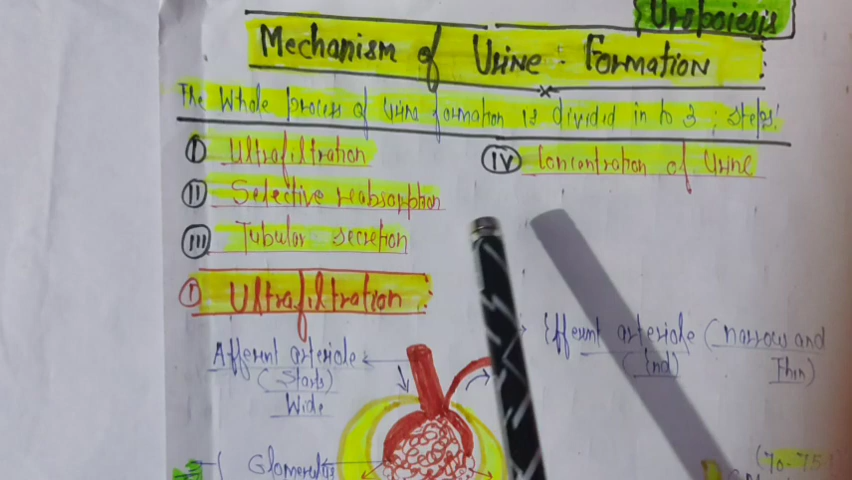 Uropoiesis
Mechanism of Urine : Formation
The Whole process of Urine formation is divided in to 3 : steps:
I Ultrafiltration
IV Concentration of Urine
II Selective reabsorption
III Tubular secretion
I Ultrafiltration :
Afferent arteriole
(Starts)
Wide
Efferent arteriole (narrow and
(End) Thin)
Glomerulus
(70-75